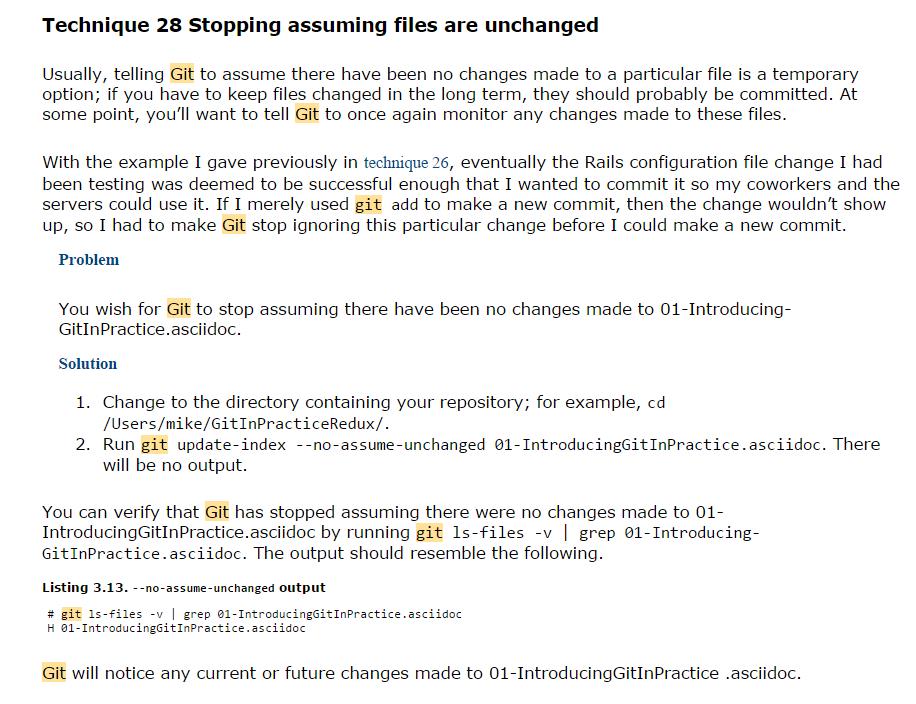 Technique 28 Stopping assuming files are unchanged
Usually, telling Git to assume there have been no changes made to a particular file is a temporary
option; if you have to keep files changed in the long term, they should probably be committed. At
some point, you’ll want to tell Git to once again monitor any changes made to these files.
With the example I gave previously in technique 26, eventually the Rails configuration file change I had
been testing was deemed to be successful enough that I wanted to commit it so my coworkers and the
servers could use it. If I merely used git add to make a new commit, then the change wouldn’t show
up, so I had to make Git stop ignoring this particular change before I could make a new commit.
Problem
You wish for Git to stop assuming there have been no changes made to 01-Introducing-
GitInPractice.asciidoc.
Solution
1. Change to the directory containing your repository; for example, cd
/Users/mike/GitInPracticeRedux/.
2. Run git update-index --no-assume-unchanged 01-IntroducingGitInPractice.asciidoc. There
will be no output.
You can verify that Git has stopped assuming there were no changes made to 01-
IntroducingGitInPractice.asciidoc by running git ls-files -v | grep 01-Introducing-
GitInPractice.asciidoc. The output should resemble the following.
Listing 3.13. --no-assume-unchanged output
# git ls-files -v | grep 01-IntroducingGitInPractice.asciidoc
H 01-IntroducingGitInPractice.asciidoc
Git will notice any current or future changes made to 01-IntroducingGitInPractice .asciidoc.